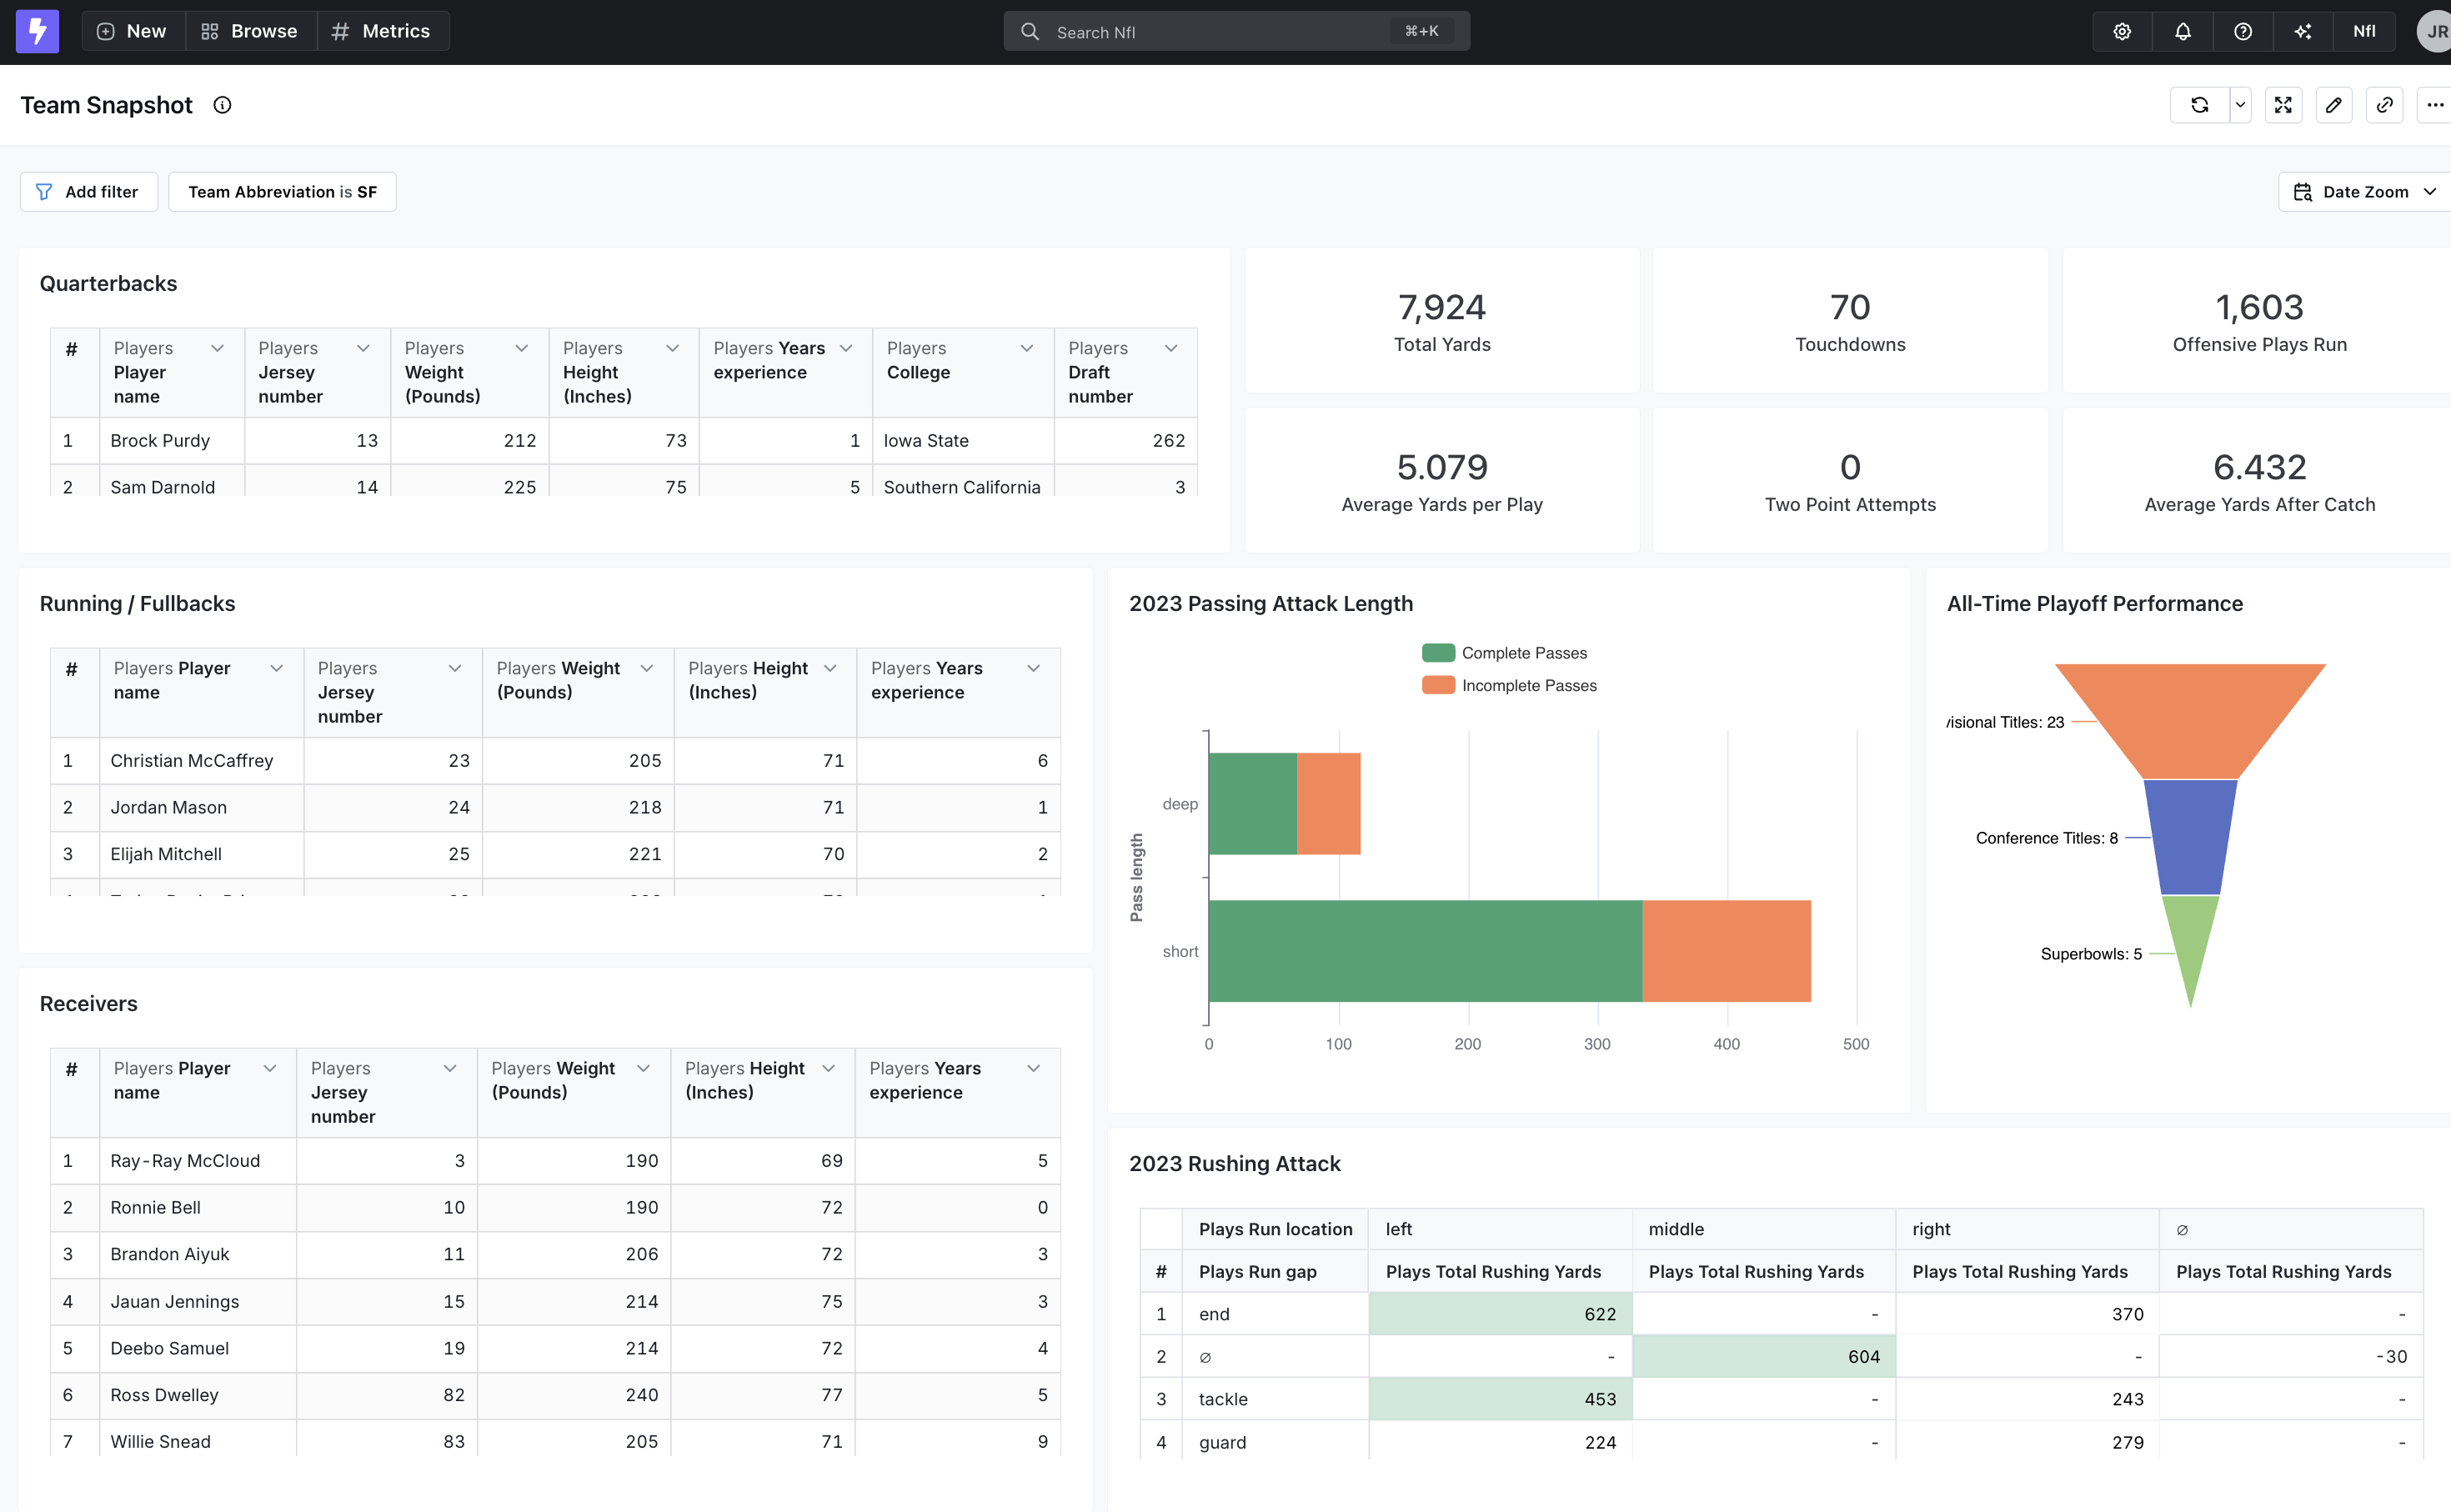 New Browse Metrics Search Nfl ⌘+K Nfl JR
Team Snapshot
Add filter Team Abbreviation is SF Date Zoom
Quarterbacks
# Players Player name Players Jersey number Players Weight (Pounds) Players Height (Inches) Players Years experience Players College Players Draft number
1 Brock Purdy 13 212 73 1 Iowa State 262
2 Sam Darnold 14 225 75 5 Southern California 3
7,924
Total Yards
70
Touchdowns
1,603
Offensive Plays Run
5.079
Average Yards per Play
0
Two Point Attempts
6.432
Average Yards After Catch
Running / Fullbacks
# Players Player name Players Jersey number Players Weight (Pounds) Players Height (Inches) Players Years experience
1 Christian McCaffrey 23 205 71 6
2 Jordan Mason 24 218 71 1
3 Elijah Mitchell 25 221 70 2
2023 Passing Attack Length
Complete Passes
Incomplete Passes
Pass length
deep
short
0 100 200 300 400 500
All-Time Playoff Performance
visional Titles: 23
Conference Titles: 8
Superbowls: 5
Receivers
# Players Player name Players Jersey number Players Weight (Pounds) Players Height (Inches) Players Years experience
1 Ray-Ray McCloud 3 190 69 5
2 Ronnie Bell 10 190 72 0
3 Brandon Aiyuk 11 206 72 3
4 Jauan Jennings 15 214 75 3
5 Deebo Samuel 19 214 72 4
6 Ross Dwelley 82 240 77 5
7 Willie Snead 83 205 71 9
2023 Rushing Attack
Plays Run location left middle right ∅
# Plays Run gap Plays Total Rushing Yards Plays Total Rushing Yards Plays Total Rushing Yards Plays Total Rushing Yards
1 end 622 - 370 -
2 ∅ - 604 - -30
3 tackle 453 - 243 -
4 guard 224 - 279 -